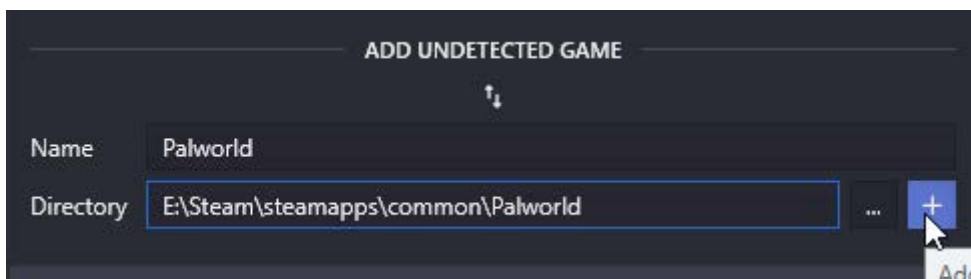 ADD UNDETECTED GAME
Name Palworld
Directory E:\Steam\steamapps\common\Palworld ... +